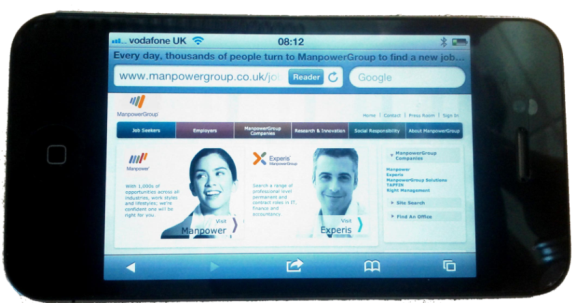 vodafone UK
08:12
Every day, thousands of people turn to ManpowerGroup to find a new job...
www.manpowergroup.co.uk/jo
Reader
Google
ManpowerGroup
Home | Contact | Press Room | Sign In
Job Seekers
Employers
ManpowerGroup
Companies
Research & Innovation
Social Responsibility
About ManpowerGroup
Manpower
With 1,000s of
opportunities across all
industries, work styles
and lifestyles, we're
confident one will be
right for you.
Visit
Manpower
Experis
ManpowerGroup
Search a range of
professional level
permanent and
contract roles in IT,
finance and
accountancy
Visit
Experis
ManpowerGroup
Companies
Manpower
Experis
ManpowerGroup Solutions
TAPFIN
Right Management
Site Search
Find An Office